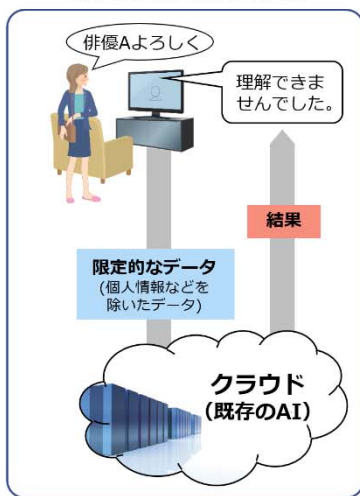 俳優Aよろしく
理解できま
せんでした。
結果
限定的なデータ
(個人情報などを
除いたデータ)
クラウド
(既存のAI)